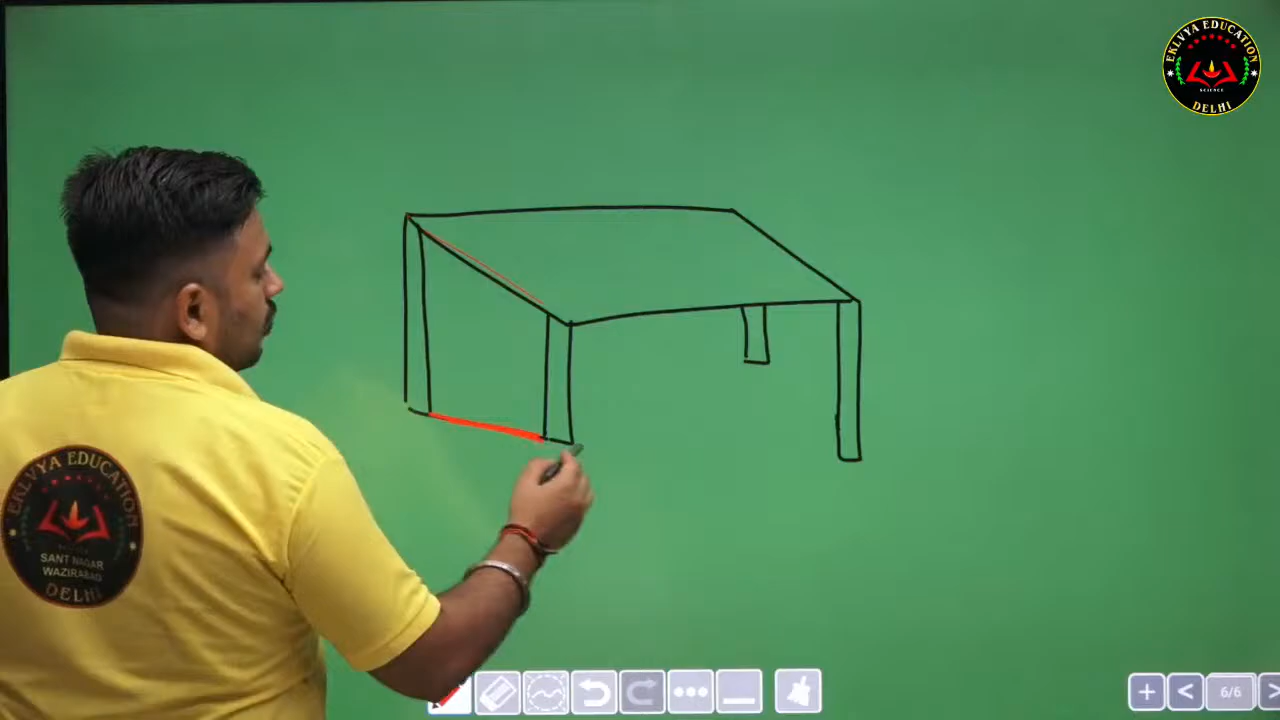 EKLVYA EDUCATION
SCIENCE
DELHI
EKLVYA EDUCATION
SANT NAGAR
WAZIRABAD
DELHI
6/6